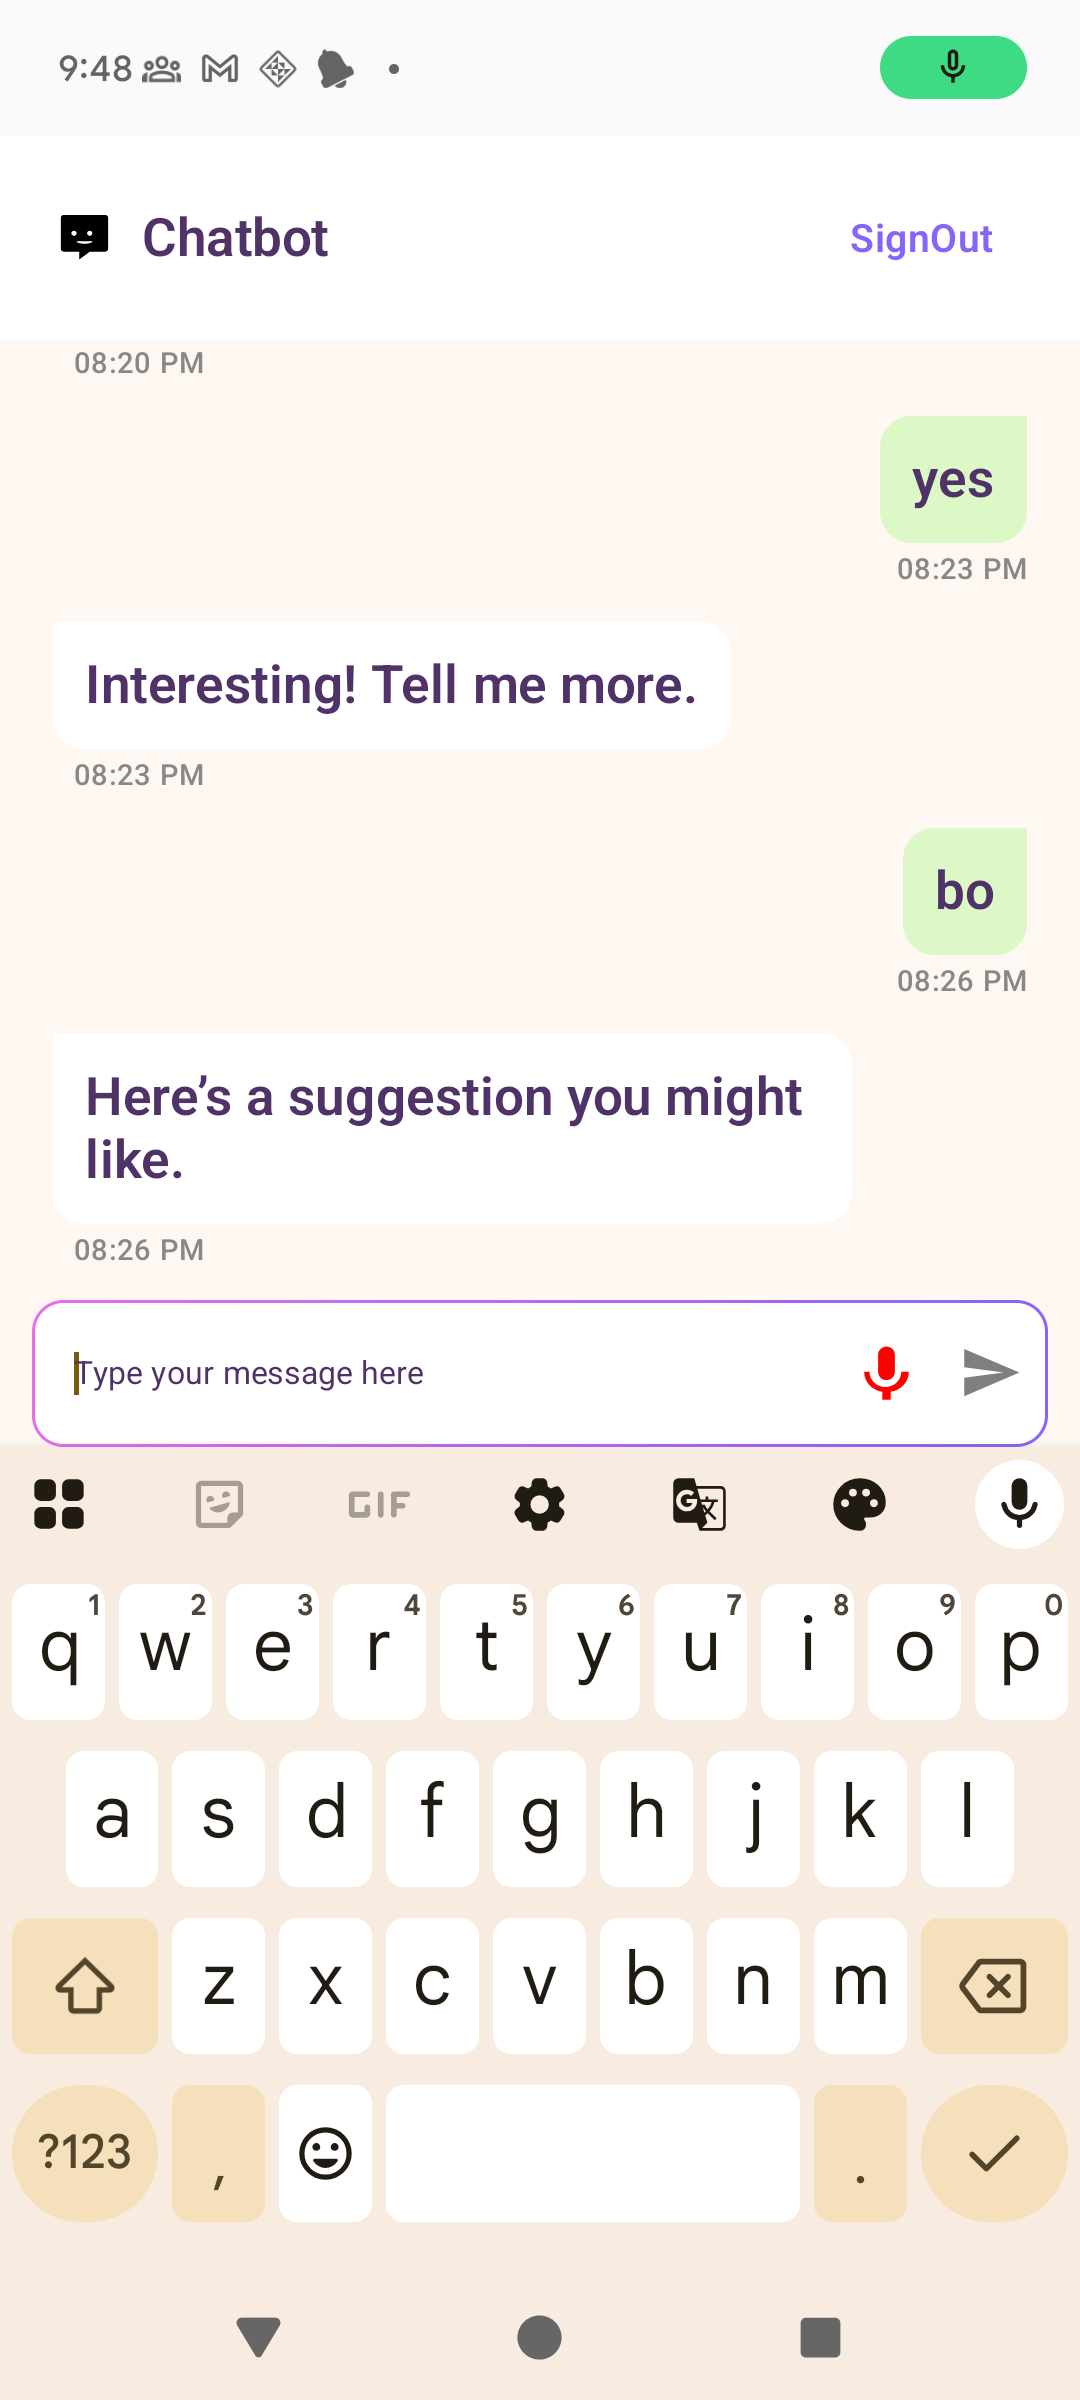 9:48
Chatbot
SignOut
08:20 PM
yes
08:23 PM
Interesting! Tell me more.
08:23 PM
bo
08:26 PM
Here’s a suggestion you might
like.
08:26 PM
Type your message here
GIF
G 文
1 2 3 4 5 6 7 8 9 0
q w e r t y u i o p
a s d f g h j k l
z x c v b n m
?123 , .